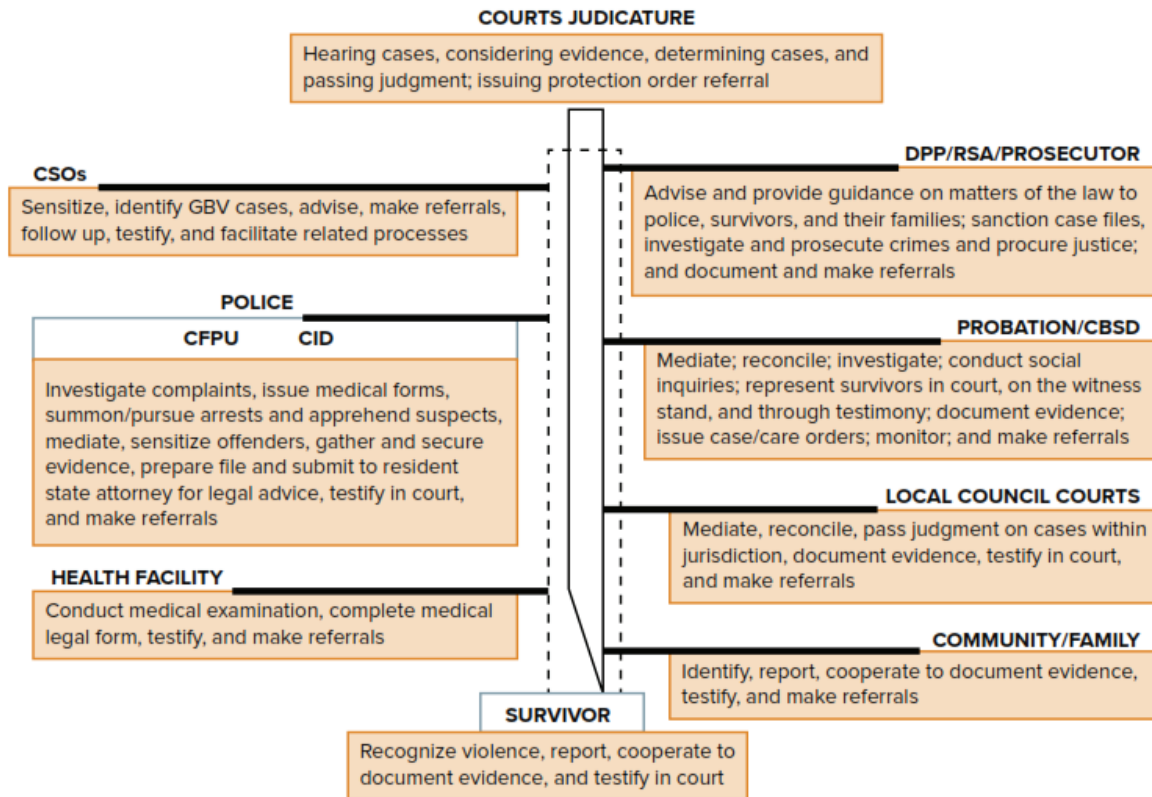 COURTS JUDICATURE
Hearing cases, considering evidence, determining cases, and
passing judgment; issuing protection order referral
CSOs
Sensitize, identify GBV cases, advise, make referrals,
follow up, testify, and facilitate related processes
DPP/RSA/PROSECUTOR
Advise and provide guidance on matters of the law to
police, survivors, and their families; sanction case files,
investigate and prosecute crimes and procure justice;
and document and make referrals
POLICE
CFPU CID
Investigate complaints, issue medical forms,
summon/pursue arrests and apprehend suspects,
mediate, sensitize offenders, gather and secure
evidence, prepare file and submit to resident
state attorney for legal advice, testify in court,
and make referrals
PROBATION/CBSD
Mediate; reconcile; investigate; conduct social
inquiries; represent survivors in court, on the witness
stand, and through testimony; document evidence;
issue case/care orders; monitor; and make referrals
LOCAL COUNCIL COURTS
Mediate, reconcile, pass judgment on cases within
jurisdiction, document evidence, testify in court,
and make referrals
HEALTH FACILITY
Conduct medical examination, complete medical
legal form, testify, and make referrals
COMMUNITY/FAMILY
Identify, report, cooperate to document evidence,
testify, and make referrals
SURVIVOR
Recognize violence, report, cooperate to
document evidence, and testify in court